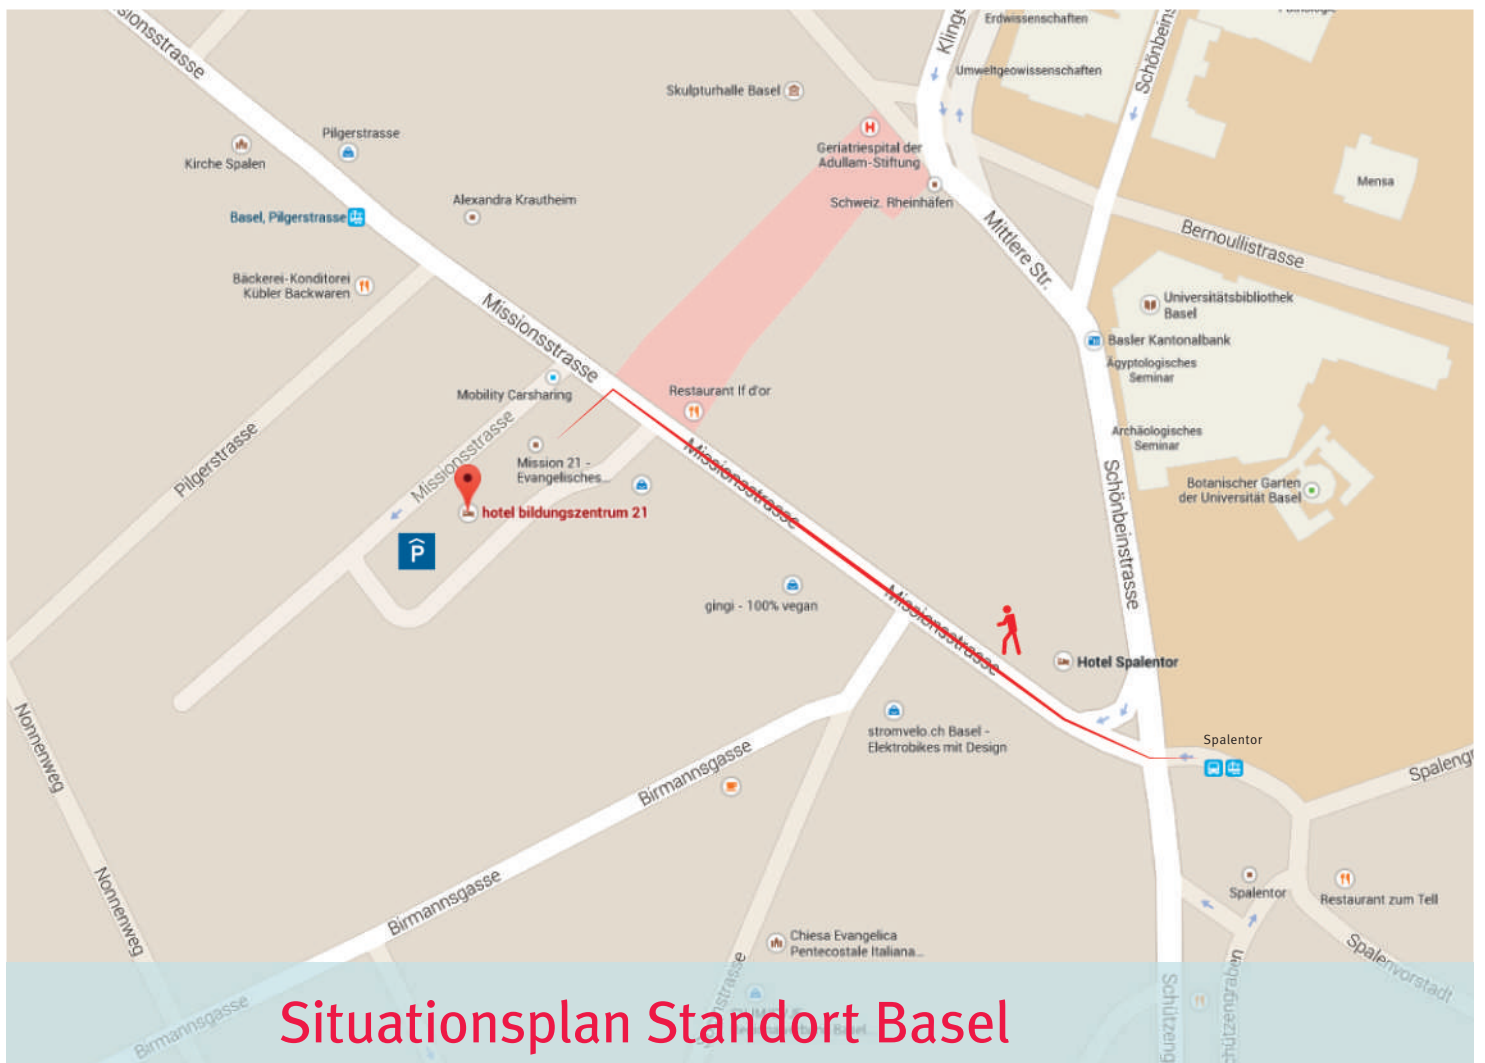 Missionsstrasse
Erdwissenschaften
Umweltgeowissenschaften
Skulpturhalle Basel
H
Pilgerstrasse
Kirche Spalen
Geriatriespital der
Adullam-Stiftung
Mensa
Alexandra Krautheim
Schweiz. Rheinhäfen
Basel, Pilgerstrasse
Mittlere Str.
Bernoullistrasse
Bäckerei-Konditorei
Kübler Backwaren
Missionsstrasse
Universitätsbibliothek
Basel
Basler Kantonalbank
Ägyptologisches
Seminar
Mobility Carsharing
Restaurant lf d'or
Missionsstrasse
Pilgerstrasse
Archäologisches
Seminar
Mission 21 -
Evangelisches...
Missionsstrasse
Botanischer Garten
der Universität Basel
hotel bildungszentrum 21
P
Schönbeinstrasse
gingi - 100% vegan
Missionsstrasse
Hotel Spalentor
Nonnenweg
stromvelo.ch Basel -
Elektrobikes mit Design
Spalentor
Birmannsgasse
Spalentor
Restaurant zum Tell
Nonnenweg
Birmannsgasse
Chiesa Evangelica
Pentecostale Italiana...
Spalenvorstadt
Birmannsgasse
Situationsplan Standort Basel